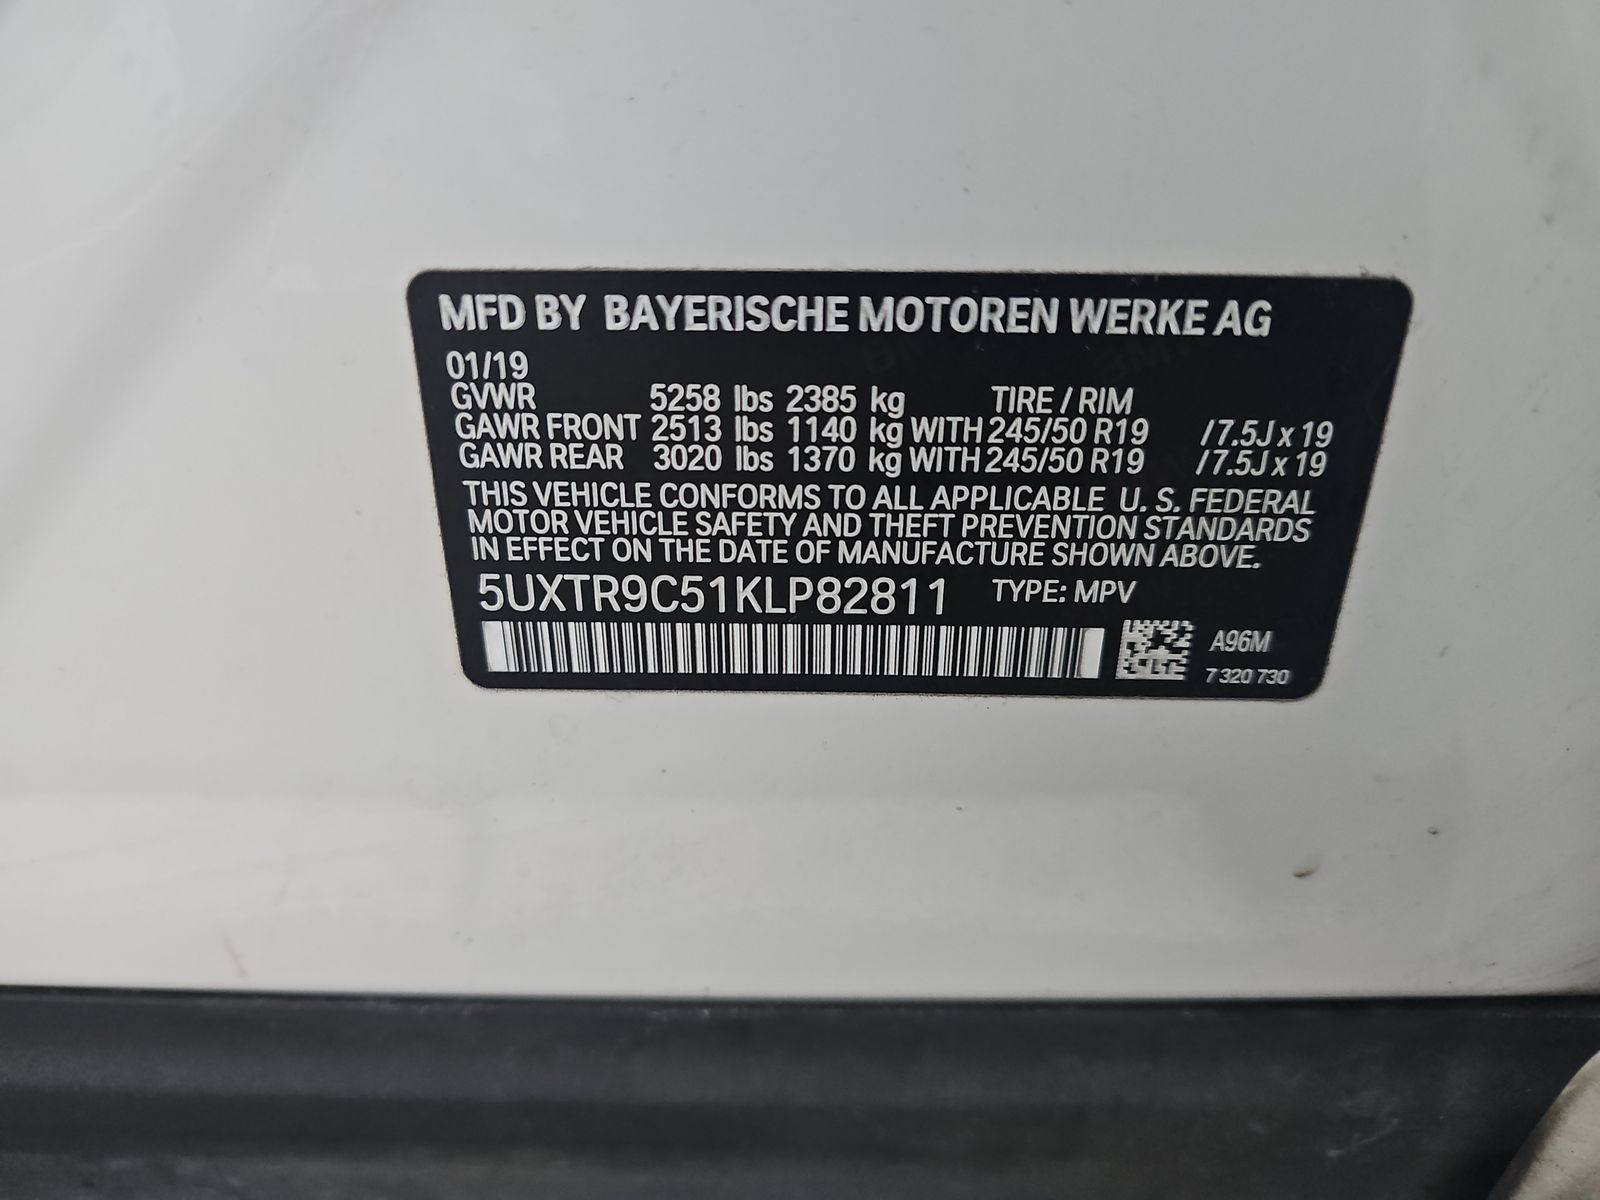 MFD BY BAYERISCHE MOTOREN WERKE AG
01/19
GVWR 5258 lbs 2385 kg TIRE / RIM
GAWR FRONT 2513 lbs 1140 kg WITH 245/50 R19 /7.5J x 19
GAWR REAR 3020 lbs 1370 kg WITH 245/50 R19 /7.5J x 19
THIS VEHICLE CONFORMS TO ALL APPLICABLE U. S. FEDERAL
MOTOR VEHICLE SAFETY AND THEFT PREVENTION STANDARDS
IN EFFECT ON THE DATE OF MANUFACTURE SHOWN ABOVE.
5UXTR9C51KLP82811 TYPE: MPV
A96M
7 320 730